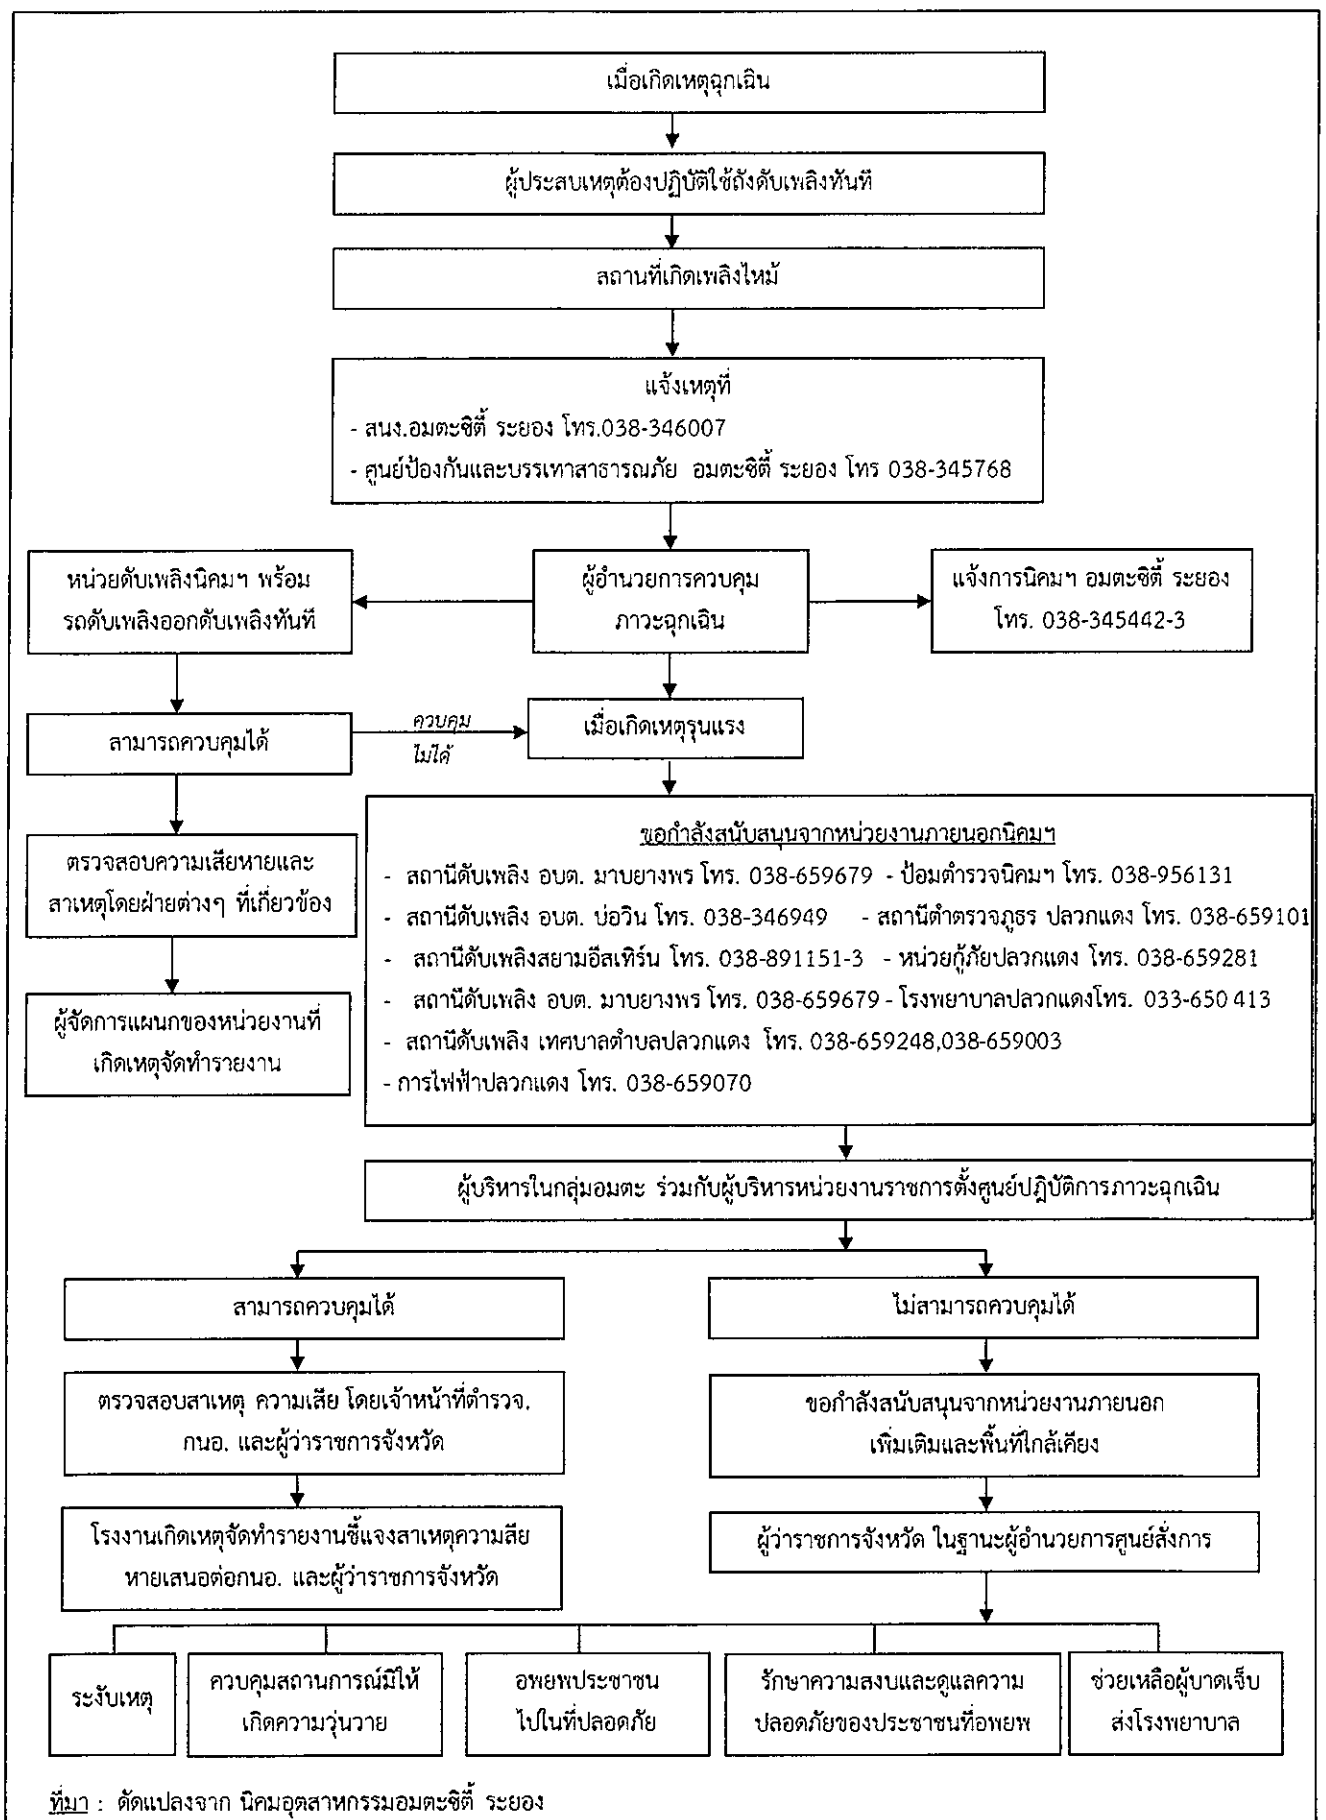 เมื่อเกิดเหตุฉุกเฉิน
ผู้ประสบเหตุต้องปฏิบัติใช้ถังดับเพลิงทันที
สถานที่เกิดเพลิงไหม้
แจ้งเหตุที่
- สนง.อมตะซิตี้ ระยอง โทร.038-346007
- ศูนย์ป้องกันและบรรเทาสาธารณภัย อมตะซิตี้ ระยอง โทร 038-345768
หน่วยดับเพลิงนิคมฯ พร้อม
รถดับเพลิงออกดับเพลิงทันที
ผู้อำนวยการควบคุม
ภาวะฉุกเฉิน
แจ้งการนิคมฯ อมตะซิตี้ ระยอง
โทร. 038-345442-3
สามารถควบคุมได้
ควบคุม
ไม่ได้
เมื่อเกิดเหตุรุนแรง
ตรวจสอบความเสียหายและ
สาเหตุโดยฝ่ายต่างๆ ที่เกี่ยวข้อง
ผู้จัดการแผนกของหน่วยงานที่
เกิดเหตุจัดทำรายงาน
ขอกำลังสนับสนุนจากหน่วยงานภายนอกนิคมฯ
- สถานีดับเพลิง อบต. มาบยางพร โทร. 038-659679 - ป้อมตำรวจนิคมฯ โทร. 038-956131
- สถานีดับเพลิง อบต. บ่อวิน โทร. 038-346949 - สถานีตำตรวจภูธร ปลวกแดง โทร. 038-659101
- สถานีดับเพลิงสยามอีสเทิร์น โทร. 038-891151-3 - หน่วยกู้ภัยปลวกแดง โทร. 038-659281
- สถานีดับเพลิง อบต. มาบยางพร โทร. 038-659679 - โรงพยาบาลปลวกแดงโทร. 033-650 413
- สถานีดับเพลิง เทศบาลตำบลปลวกแดง โทร. 038-659248,038-659003
- การไฟฟ้าปลวกแดง โทร. 038-659070
ผู้บริหารในกลุ่มอมตะ ร่วมกับผู้บริหารหน่วยงานราชการตั้งศูนย์ปฏิบัติการภาวะฉุกเฉิน
สามารถควบคุมได้
ไม่สามารถควบคุมได้
ตรวจสอบสาเหตุ ความเสีย โดยเจ้าหน้าที่ตำรวจ,
กนอ. และผู้ว่าราชการจังหวัด
ขอกำลังสนับสนุนจากหน่วยงานภายนอก
เพิ่มเติมและพื้นที่ใกล้เคียง
โรงงานเกิดเหตุจัดทำรายงานชี้แจงสาเหตุความสีย
หายเสนอต่อกนอ. และผู้ว่าราชการจังหวัด
ผู้ว่าราชการจังหวัด ในฐานะผู้อำนวยการศูนย์สั่งการ
ระงับเหตุ
ควบคุมสถานการณ์มิให้
เกิดความวุ่นวาย
อพยพประชาชน
ไปในที่ปลอดภัย
รักษาความสงบและดูแลความ
ปลอดภัยของประชาชนที่อพยพ
ช่วยเหลือผู้บาดเจ็บ
ส่งโรงพยาบาล
ที่มา : ดัดแปลงจาก นิคมอุตสาหกรรมอมตะซิตี้ ระยอง